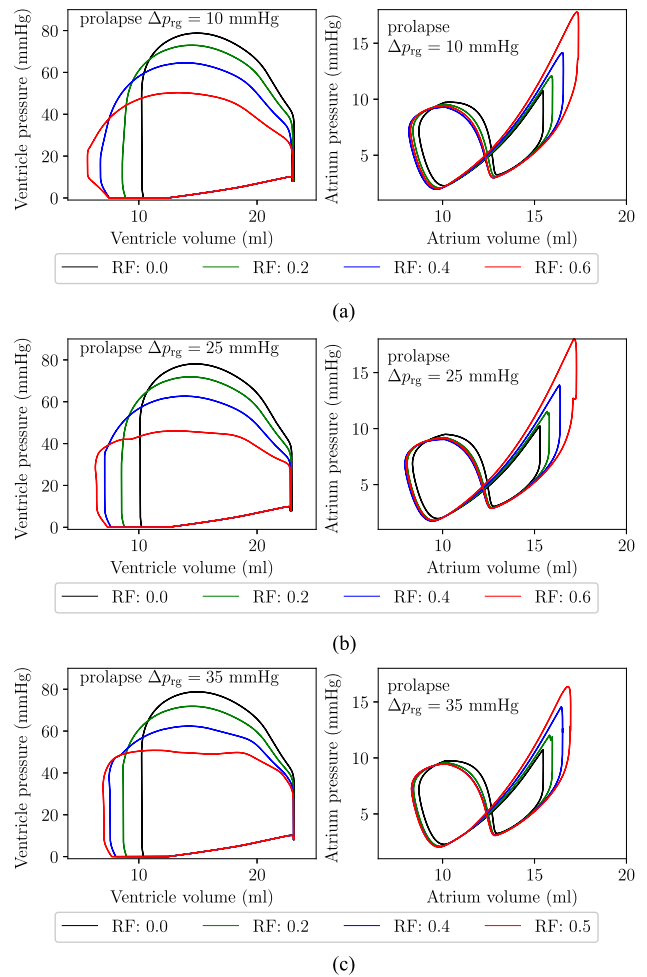 prolapse Δp_rg = 10 mmHg
Ventricle pressure (mmHg)
80
60
40
20
0
10
20
Ventricle volume (ml)
prolapse
Δp_rg = 10 mmHg
Atrium pressure (mmHg)
15
10
5
10
15
20
Atrium volume (ml)
RF: 0.0
RF: 0.2
RF: 0.4
RF: 0.6
(a)
prolapse Δp_rg = 25 mmHg
Ventricle pressure (mmHg)
80
60
40
20
0
10
20
Ventricle volume (ml)
prolapse
Δp_rg = 25 mmHg
Atrium pressure (mmHg)
15
10
5
10
15
20
Atrium volume (ml)
RF: 0.0
RF: 0.2
RF: 0.4
RF: 0.6
(b)
prolapse Δp_rg = 35 mmHg
Ventricle pressure (mmHg)
80
60
40
20
0
10
20
Ventricle volume (ml)
prolapse
Δp_rg = 35 mmHg
Atrium pressure (mmHg)
15
10
5
10
15
20
Atrium volume (ml)
RF: 0.0
RF: 0.2
RF: 0.4
RF: 0.5
(c)